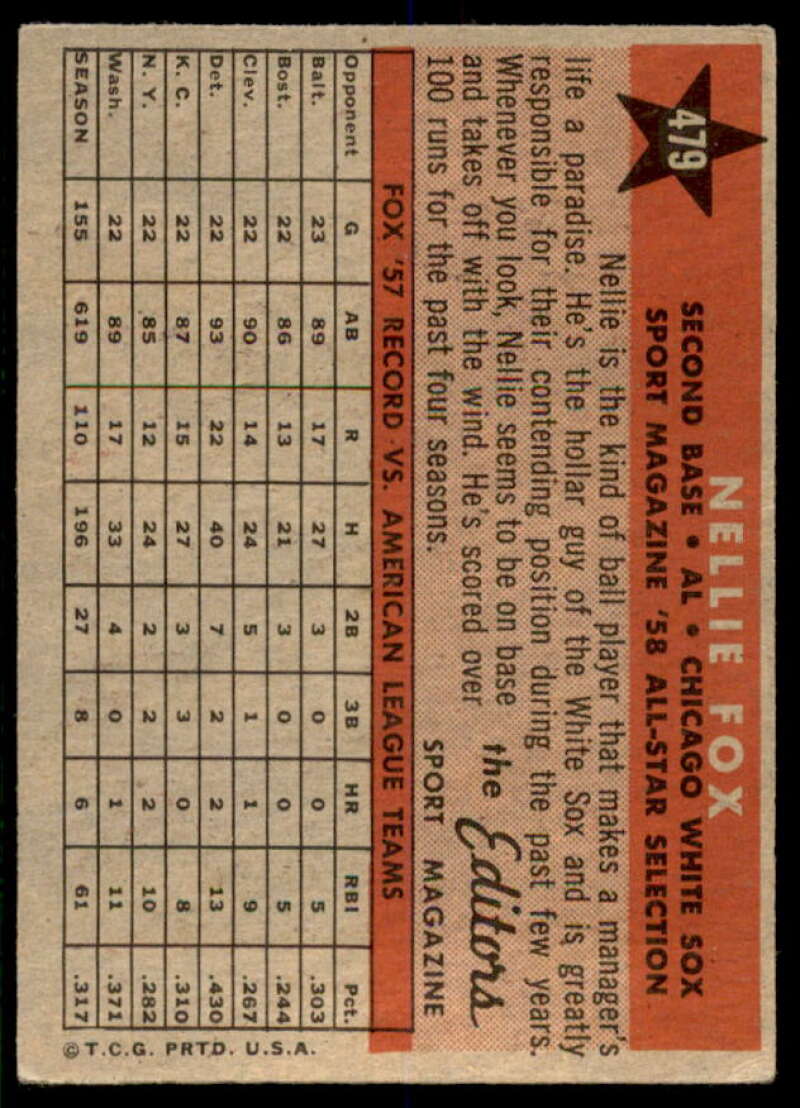 479
NELLIE FOX
SECOND BASE • AL • CHICAGO WHITE SOX
SPORT MAGAZINE '58 ALL-STAR SELECTION
Nellie is the kind of ball player that makes a manager's
life a paradise. He's the hollar guy of the White Sox and is greatly
responsible for their contending position during the past few years.
Whenever you look, Nellie seems to be on base
and takes off with the wind. He's scored over
100 runs for the past four seasons.
the Editors
SPORT MAGAZINE
FOX '57 RECORD VS. AMERICAN LEAGUE TEAMS
Opponent G AB R H 2B 3B HR RBI Pct.
Balt. 23 89 17 27 3 0 0 5 .303
Bost. 22 86 13 21 3 0 0 5 .244
Clev. 22 90 14 24 5 1 1 9 .267
Det. 22 93 22 40 7 2 2 13 .430
K. C. 22 87 15 27 3 3 0 8 .310
N. Y. 22 85 12 24 2 2 2 10 .282
Wash. 22 89 17 33 4 0 1 11 .371
SEASON 155 619 110 196 27 8 6 61 .317
© T.C.G. PRTD. U.S.A.